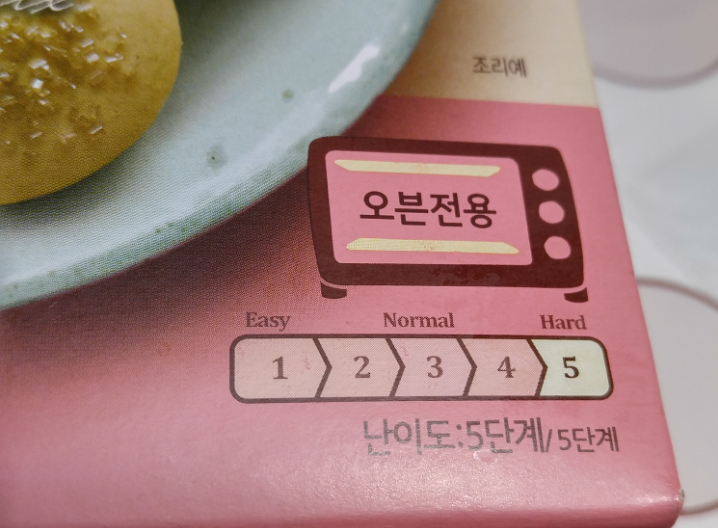 조리예
오븐전용
Easy Normal Hard
1 2 3 4 5
난이도:5단계/5단계